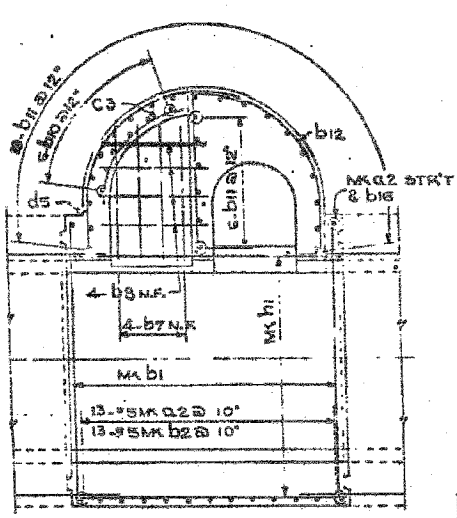 b11 @ 12"
6-b10 @ 12"
C3
b12
6-b11 @ 12"
MK a2 STR'T
& b16
d5
4-b8 N.F.
4-b7 N.F.
MK h1
MK b1
13-#5 MK a2 @ 10"
13-#5 MK b2 @ 10"